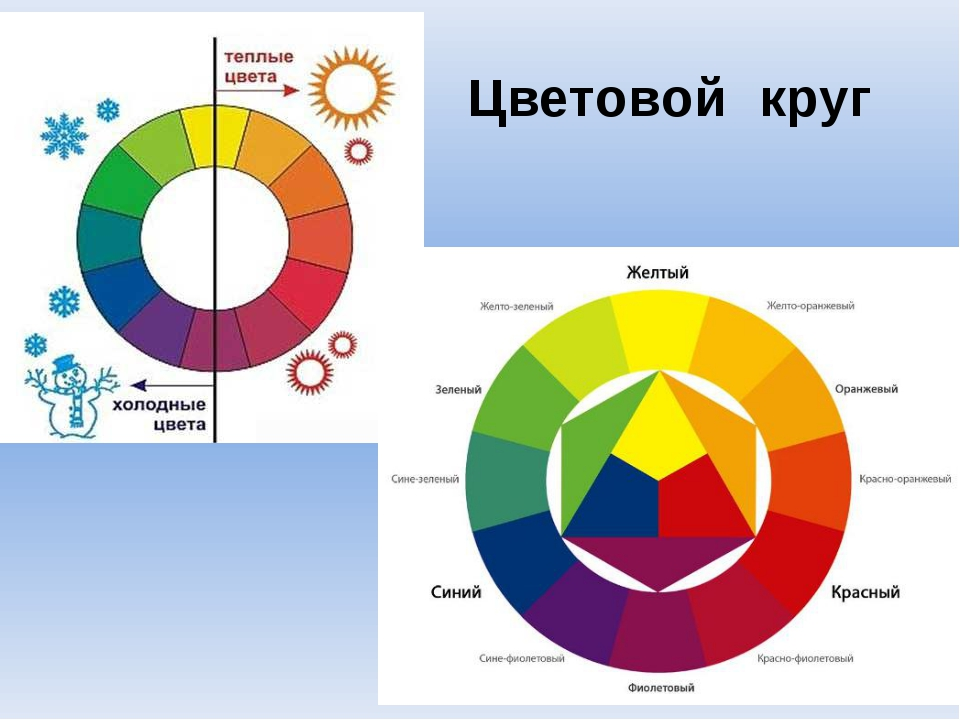 Цветовой круг
теплые
цвета
холодные
цвета
Желтый
Желто-зеленый
Желто-оранжевый
Зеленый
Оранжевый
Сине-зеленый
Красно-оранжевый
Синий
Красный
Сине-фиолетовый
Красно-фиолетовый
Фиолетовый